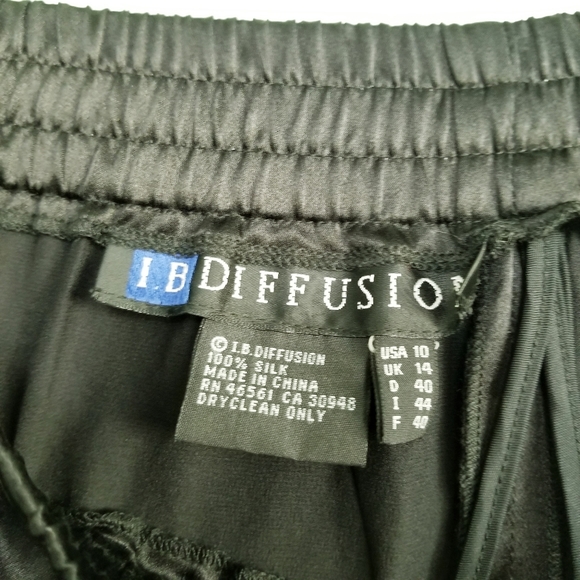 I.B DIFFUSION
© I.B.DIFFUSION
100% SILK
MADE IN CHINA
RN 46561 CA 30948
DRYCLEAN ONLY
USA 10
UK 14
D 40
I 44
F 40